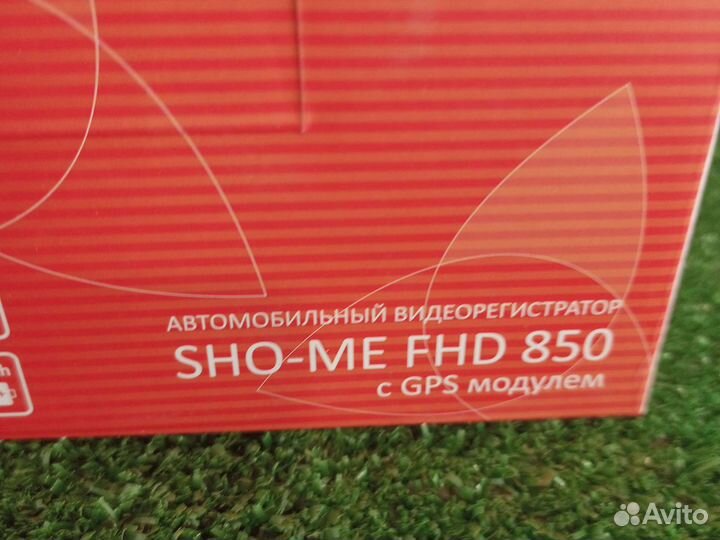 АВТОМОБИЛЬНЫЙ ВИДЕОРЕГИСТРАТОР
SHO-ME FHD 850
с GPS модулем
Avito